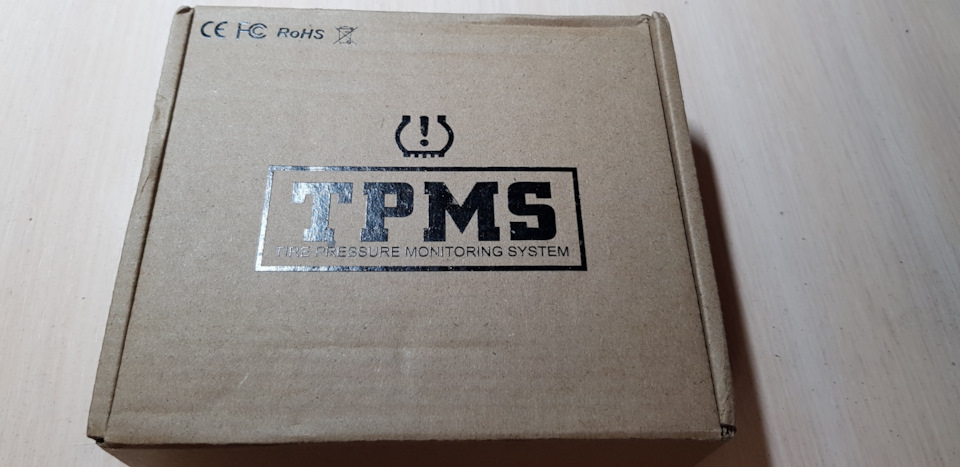 CE FC RoHS
TPMS
TIRE PRESSURE MONITORING SYSTEM